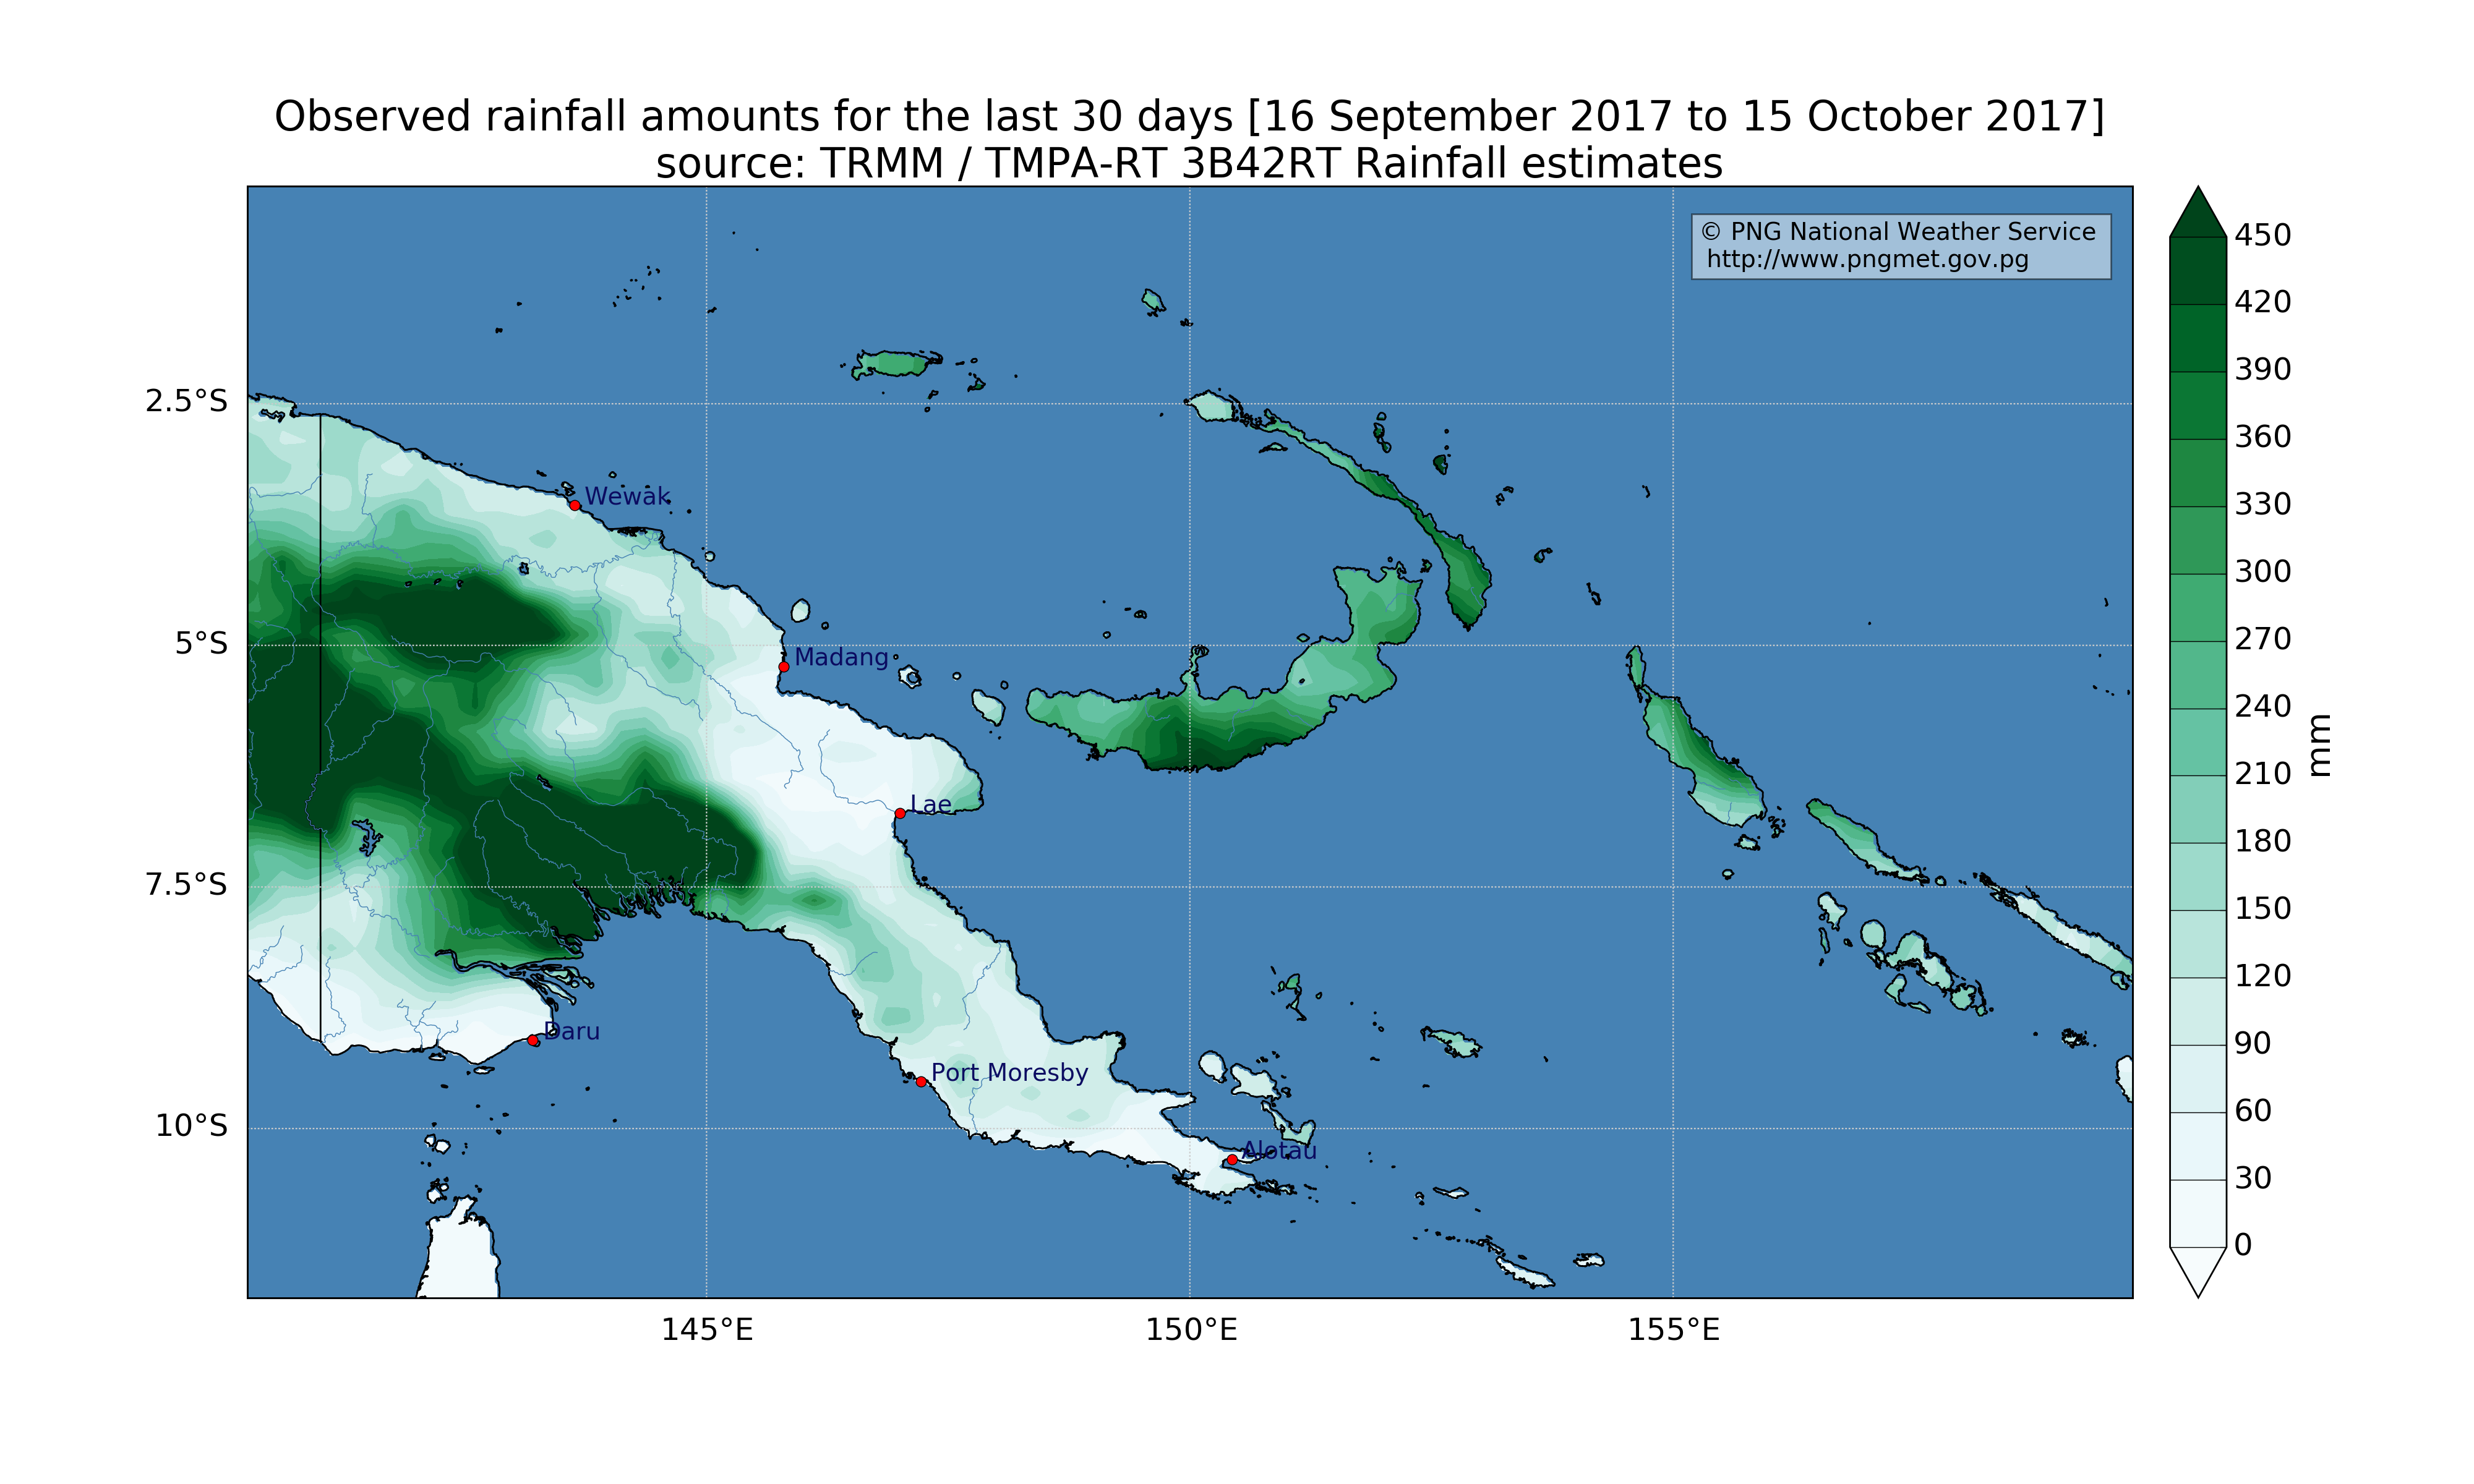 Observed rainfall amounts for the last 30 days [16 September 2017 to 15 October 2017]
source: TRMM / TMPA-RT 3B42RT Rainfall estimates
© PNG National Weather Service
http://www.pngmet.gov.pg
2.5°S
5°S
7.5°S
10°S
145°E
150°E
155°E
Wewak
Madang
Lae
Daru
Port Moresby
Alotau
450
420
390
360
330
300
270
240
210
180
150
120
90
60
30
0
mm